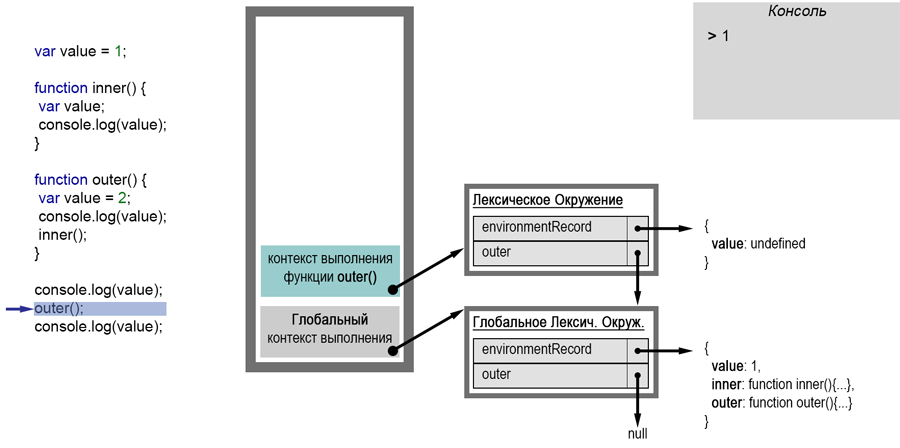 var value = 1;
function inner() {
var value;
console.log(value);
}
function outer() {
var value = 2;
console.log(value);
inner();
}
console.log(value);
outer();
console.log(value);
контекст выполнения
функции outer()
Глобальный
контекст выполнения
Лексическое Окружение
environmentRecord
outer
{
value: undefined
}
Глобальное Лексич. Окруж.
environmentRecord
outer
null
{
value: 1,
inner: function inner(){...},
outer: function outer(){...}
}
Консоль
> 1